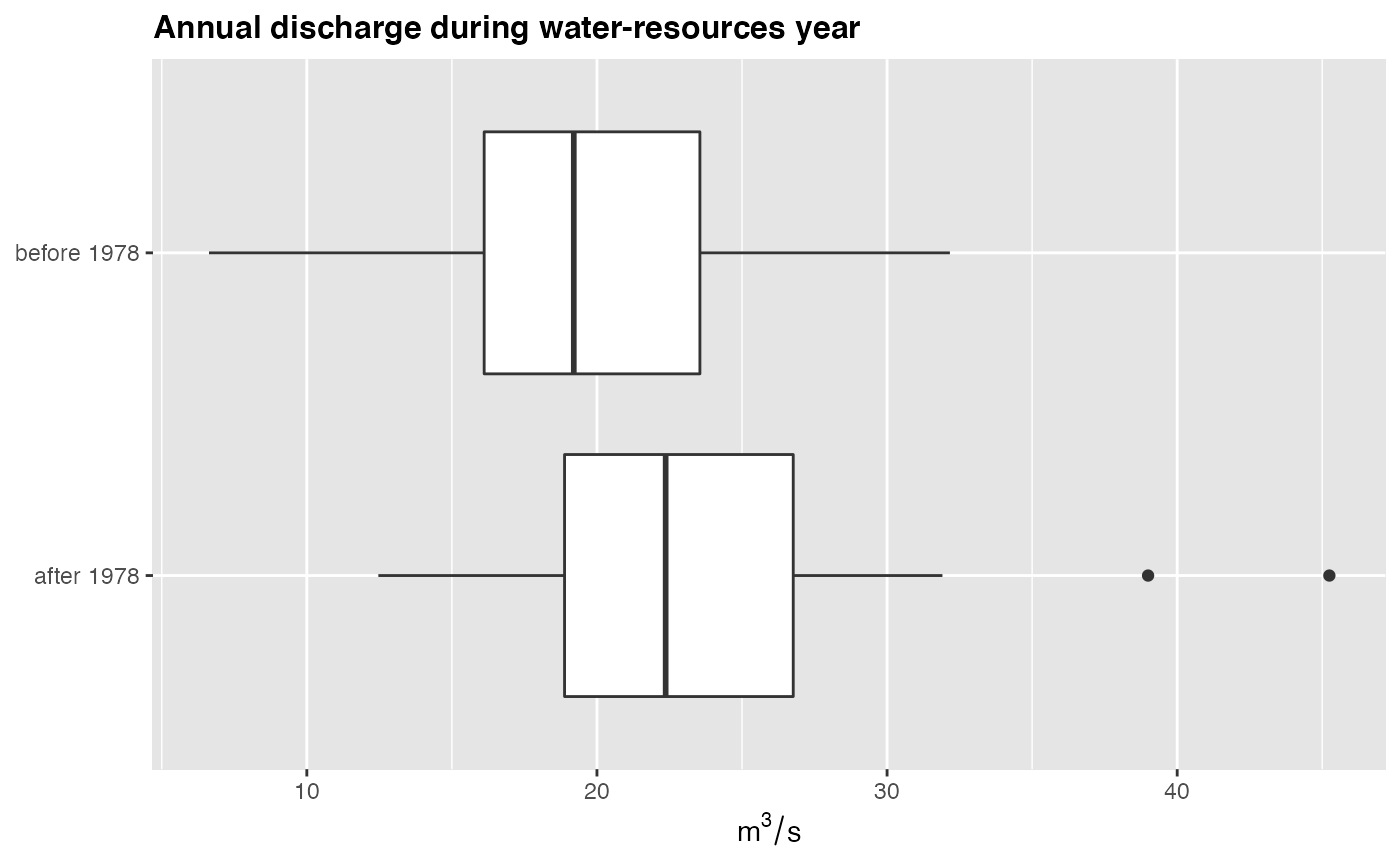 Annual discharge during water-resources year
before 1978
after 1978
10 20 30 40
m³/s